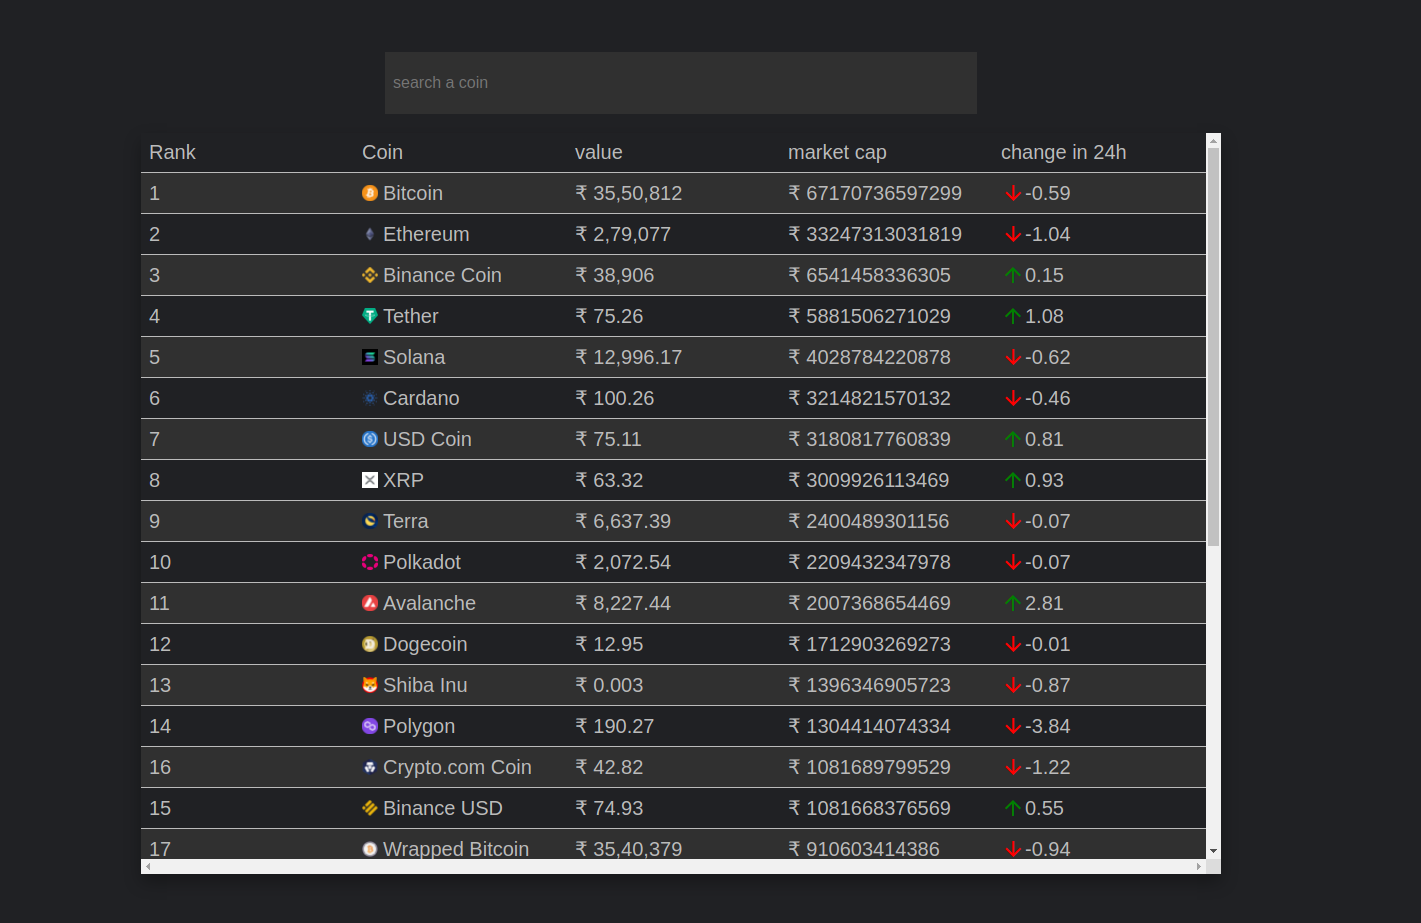 search a coin
Rank Coin value market cap change in 24h
1 Bitcoin ₹ 35,50,812 ₹ 67170736597299 -0.59
2 Ethereum ₹ 2,79,077 ₹ 33247313031819 -1.04
3 Binance Coin ₹ 38,906 ₹ 6541458336305 0.15
4 Tether ₹ 75.26 ₹ 5881506271029 1.08
5 Solana ₹ 12,996.17 ₹ 4028784220878 -0.62
6 Cardano ₹ 100.26 ₹ 3214821570132 -0.46
7 USD Coin ₹ 75.11 ₹ 3180817760839 0.81
8 XRP ₹ 63.32 ₹ 3009926113469 0.93
9 Terra ₹ 6,637.39 ₹ 2400489301156 -0.07
10 Polkadot ₹ 2,072.54 ₹ 2209432347978 -0.07
11 Avalanche ₹ 8,227.44 ₹ 2007368654469 2.81
12 Dogecoin ₹ 12.95 ₹ 1712903269273 -0.01
13 Shiba Inu ₹ 0.003 ₹ 1396346905723 -0.87
14 Polygon ₹ 190.27 ₹ 1304414074334 -3.84
16 Crypto.com Coin ₹ 42.82 ₹ 1081689799529 -1.22
15 Binance USD ₹ 74.93 ₹ 1081668376569 0.55
17 Wrapped Bitcoin ₹ 35,40,379 ₹ 910603414386 -0.94